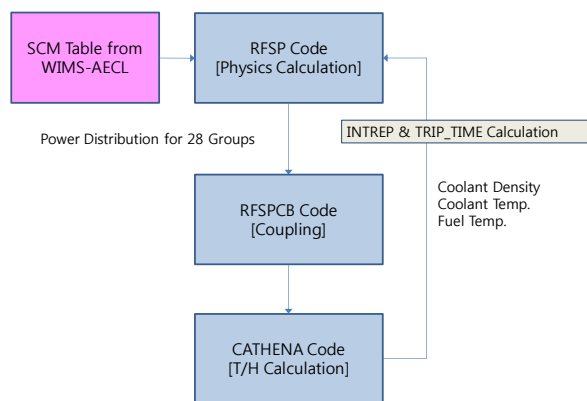 SCM Table from
WIMS-AECL
RFSP Code
[Physics Calculation]
Power Distribution for 28 Groups
INTREP & TRIP_TIME Calculation
RFSPCB Code
[Coupling]
Coolant Density
Coolant Temp.
Fuel Temp.
CATHENA Code
[T/H Calculation]